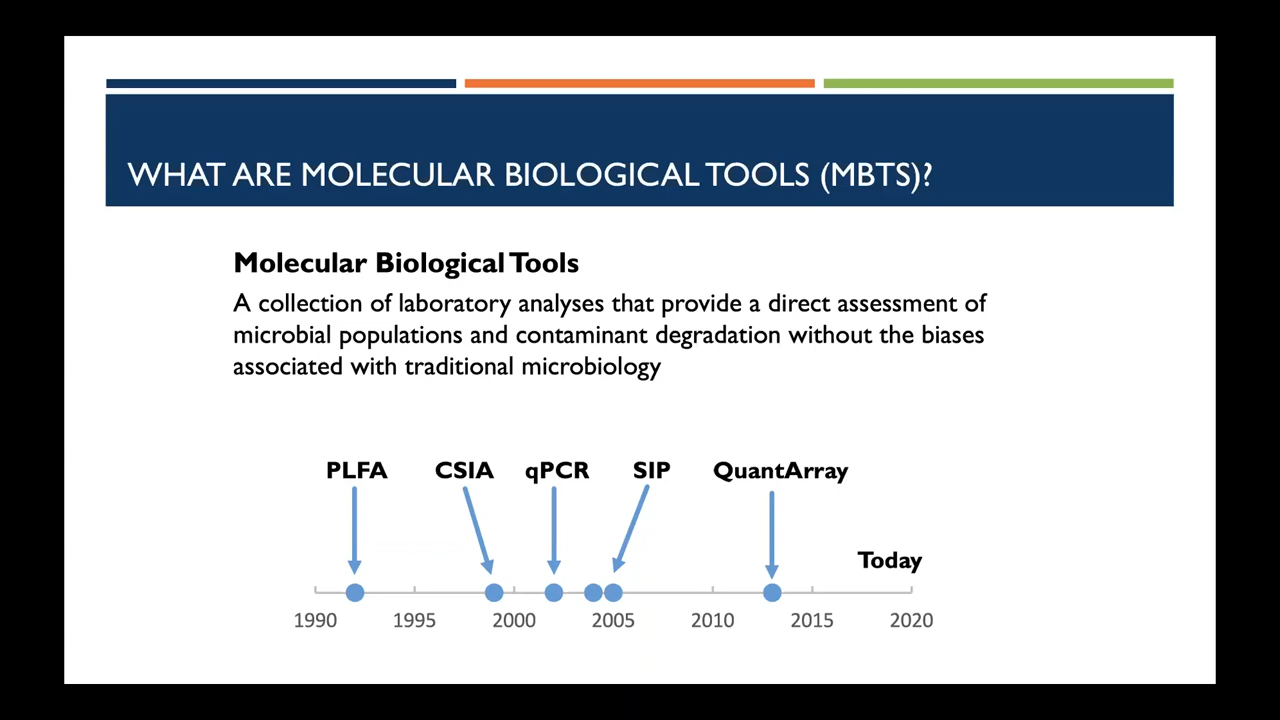 WHAT ARE MOLECULAR BIOLOGICAL TOOLS (MBTS)?
Molecular Biological Tools
A collection of laboratory analyses that provide a direct assessment of
microbial populations and contaminant degradation without the biases
associated with traditional microbiology
PLFA CSIA qPCR SIP QuantArray
Today
1990 1995 2000 2005 2010 2015 2020